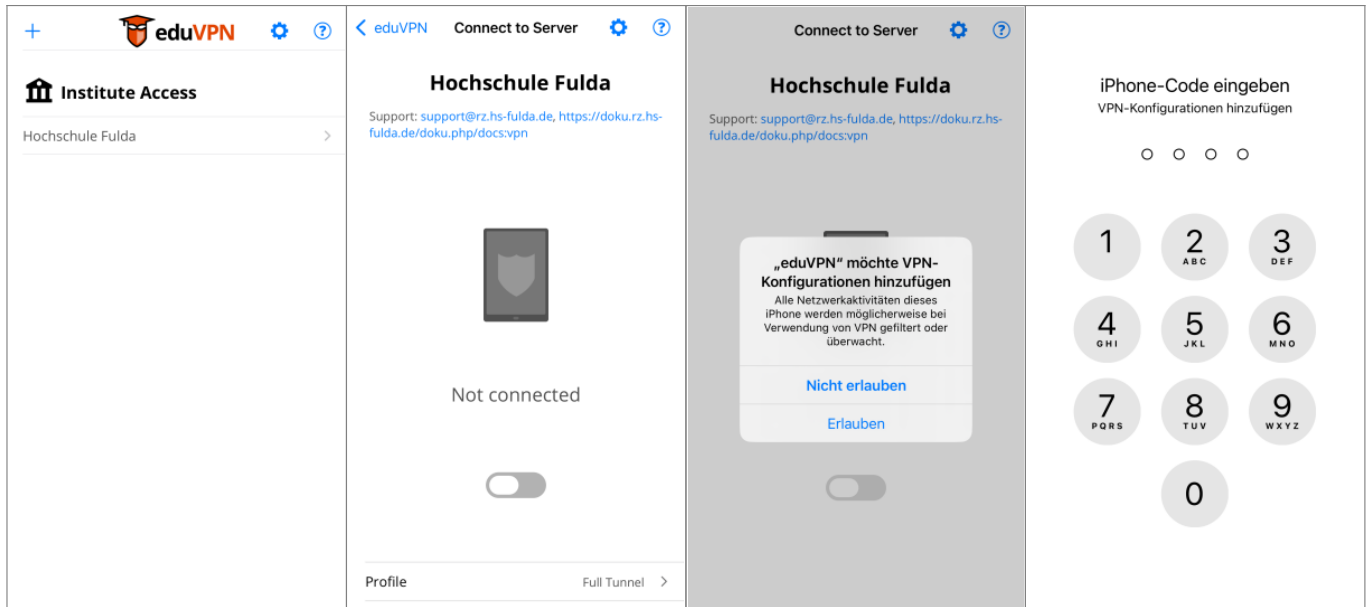 +
eduVPN
?
Institute Access
Hochschule Fulda
eduVPN
Connect to Server
?
Hochschule Fulda
Support: support@rz.hs-fulda.de, https://doku.rz.hs-
fulda.de/doku.php/docs:vpn
Not connected
Profile
Full Tunnel
Connect to Server
?
Hochschule Fulda
Support: support@rz.hs-fulda.de, https://doku.rz.hs-
fulda.de/doku.php/docs:vpn
„eduVPN“ möchte VPN-
Konfigurationen hinzufügen
Alle Netzwerkaktivitäten dieses
iPhone werden möglicherweise bei
Verwendung von VPN gefiltert oder
überwacht.
Nicht erlauben
Erlauben
iPhone-Code eingeben
VPN-Konfigurationen hinzufügen
1
2
ABC
3
DEF
4
GHI
5
JKL
6
MNO
7
PQRS
8
TUV
9
WXYZ
0